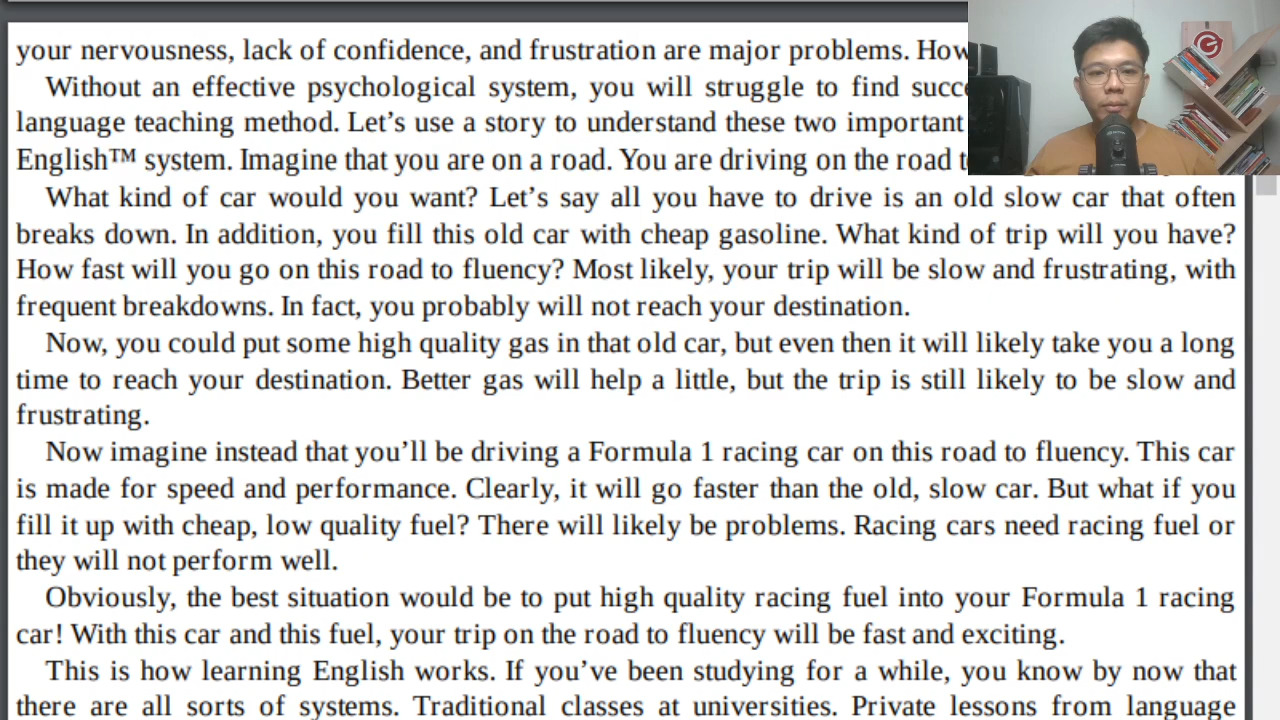 your nervousness, lack of confidence, and frustration are major problems. How
Without an effective psychological system, you will struggle to find
language teaching method. Let’s use a story to understand these two important
English™ system. Imagine that you are on a road. You are driving on the road
What kind of car would you want? Let’s say all you have to drive is an old slow car that often
breaks down. In addition, you fill this old car with cheap gasoline. What kind of trip will you have?
How fast will you go on this road to fluency? Most likely, your trip will be slow and frustrating, with
frequent breakdowns. In fact, you probably will not reach your destination.
Now, you could put some high quality gas in that old car, but even then it will likely take you a long
time to reach your destination. Better gas will help a little, but the trip is still likely to be slow and
frustrating.
Now imagine instead that you’ll be driving a Formula 1 racing car on this road to fluency. This car
is made for speed and performance. Clearly, it will go faster than the old, slow car. But what if you
fill it up with cheap, low quality fuel? There will likely be problems. Racing cars need racing fuel or
they will not perform well.
Obviously, the best situation would be to put high quality racing fuel into your Formula 1 racing
car! With this car and this fuel, your trip on the road to fluency will be fast and exciting.
This is how learning English works. If you’ve been studying for a while, you know by now that
there are all sorts of systems. Traditional classes at universities. Private lessons from language